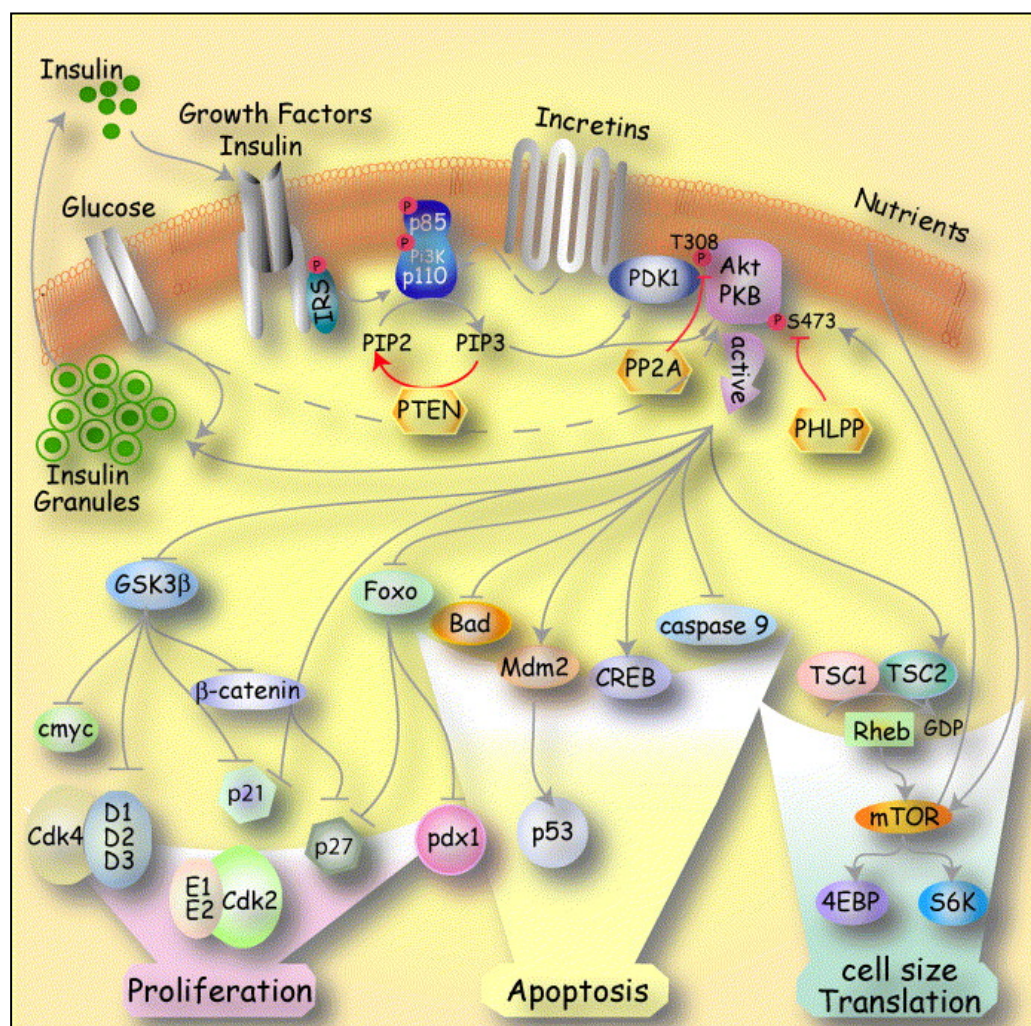 Insulin
Growth Factors
Insulin
Incretins
Glucose
Nutrients
P
p85
P
Pi3K
p110
P
IRS
T308
P
PDK1
Akt
PKB
P
S473
PIP2
PIP3
PTEN
PP2A
active
PHLPP
Insulin
Granules
GSK3β
Foxo
Bad
caspase 9
Mdm2
CREB
TSC1
TSC2
β-catenin
cmyc
Rheb
GDP
p21
D1
D2
D3
Cdk4
p27
pdx1
p53
mTOR
E1
E2
Cdk2
4EBP
S6K
Proliferation
Apoptosis
cell size
Translation